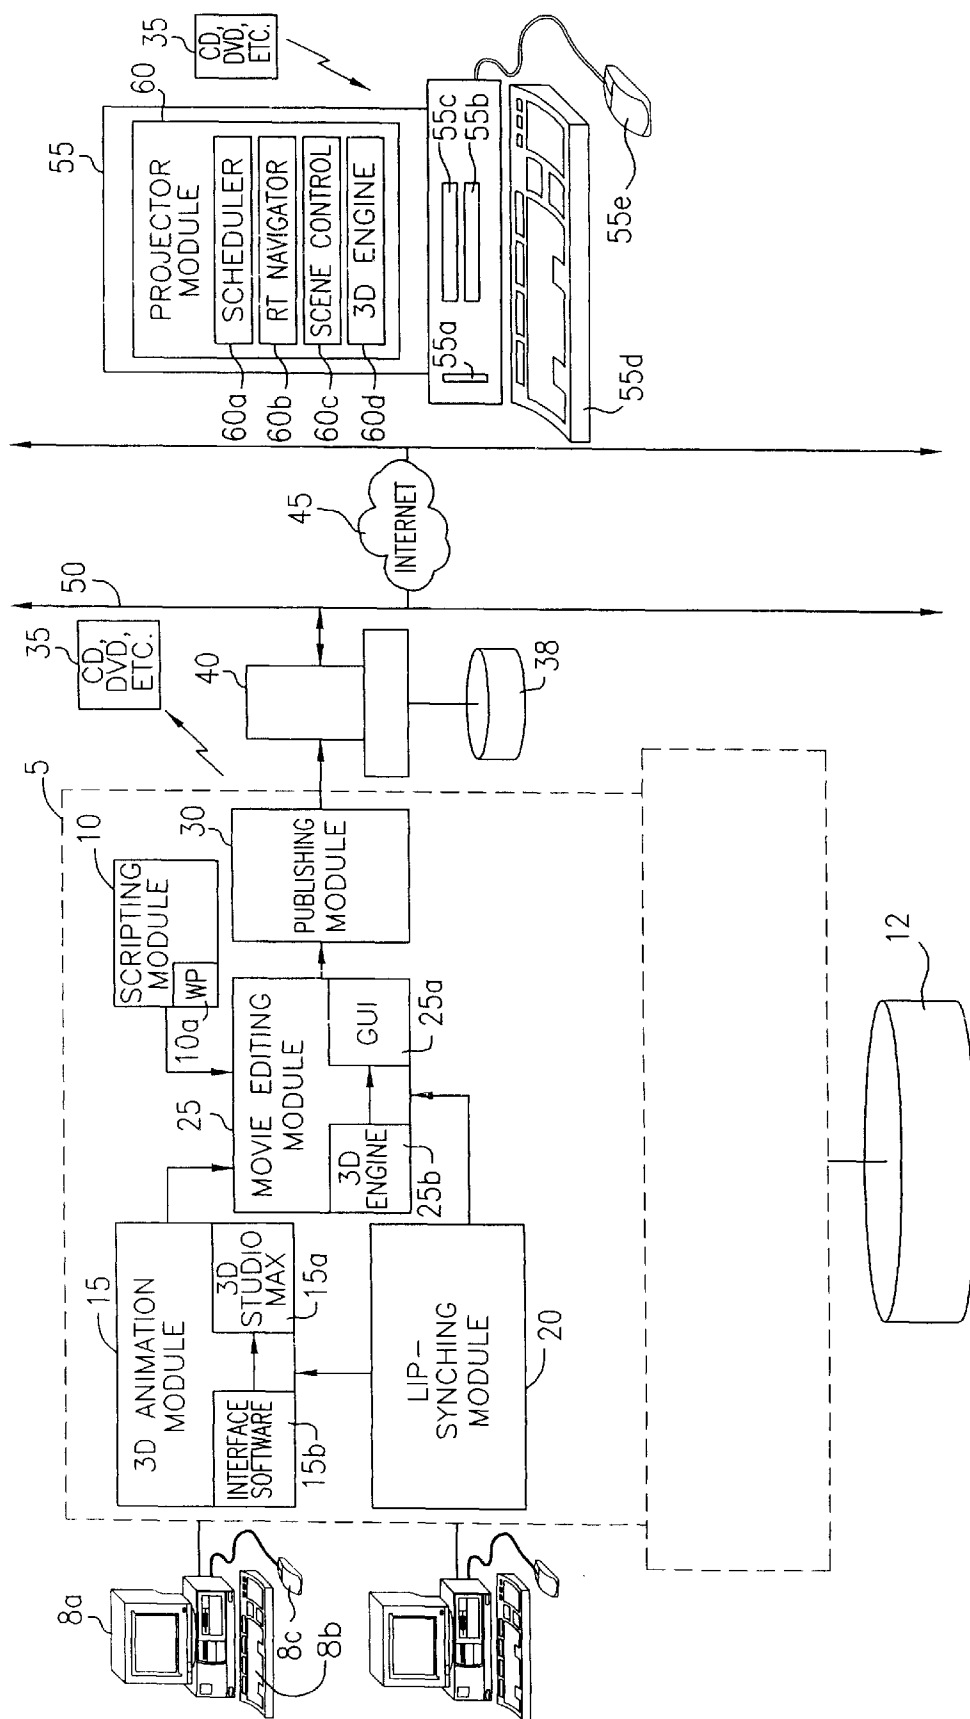 8a
8c
8b
5
15
3D ANIMATION
MODULE
INTERFACE
SOFTWARE
15b
3D
STUDIO
MAX
15a
LIP-
SYNCHING
MODULE
20
10
SCRIPTING
MODULE
WP
10a
25
MOVIE EDITING
MODULE
3D
ENGINE
25b
GUI
25a
30
PUBLISHING
MODULE
12
35
CD,
DVD,
ETC.
40
38
50
45
INTERNET
55
60
PROJECTOR
MODULE
SCHEDULER
RT NAVIGATOR
SCENE CONTROL
3D ENGINE
60a
60b
60c
60d
35
CD,
DVD,
ETC.
55a
55c
55b
55d
55e